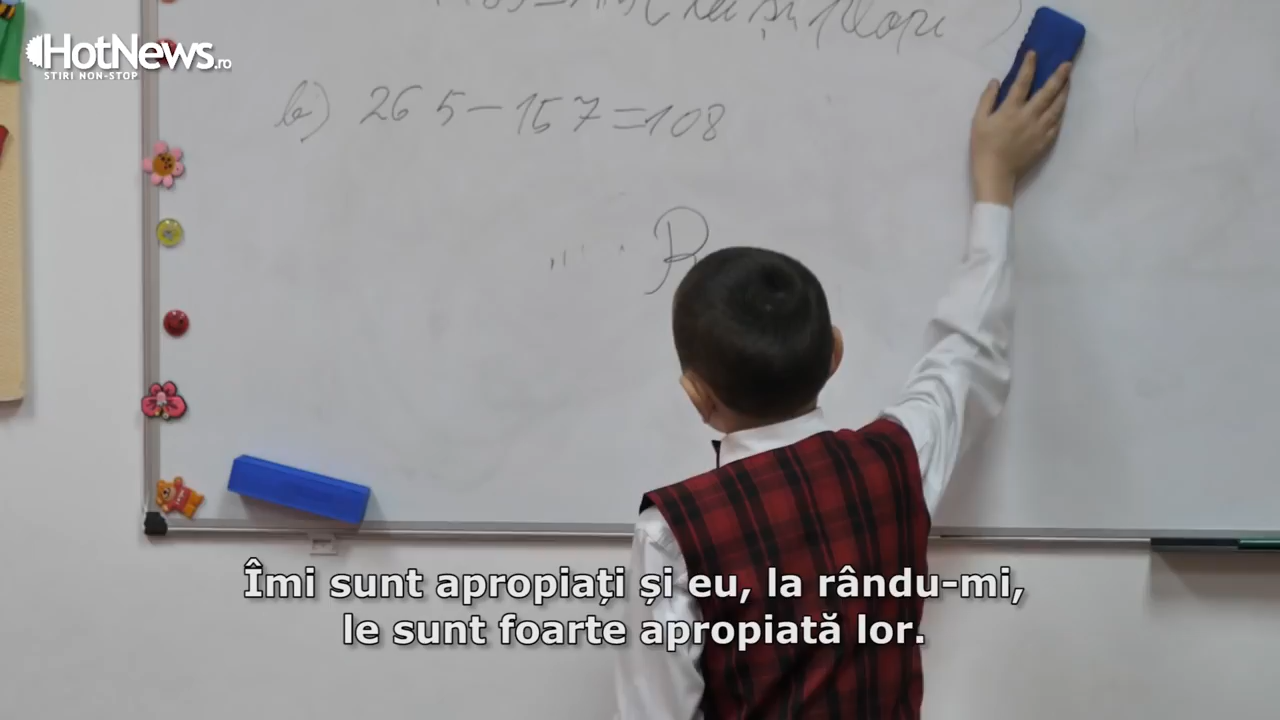 HotNews.ro
STIRI NON-STOP
b) 265-157=108
R
Îmi sunt apropiați și eu, la rându-mi,
le sunt foarte apropiată lor.